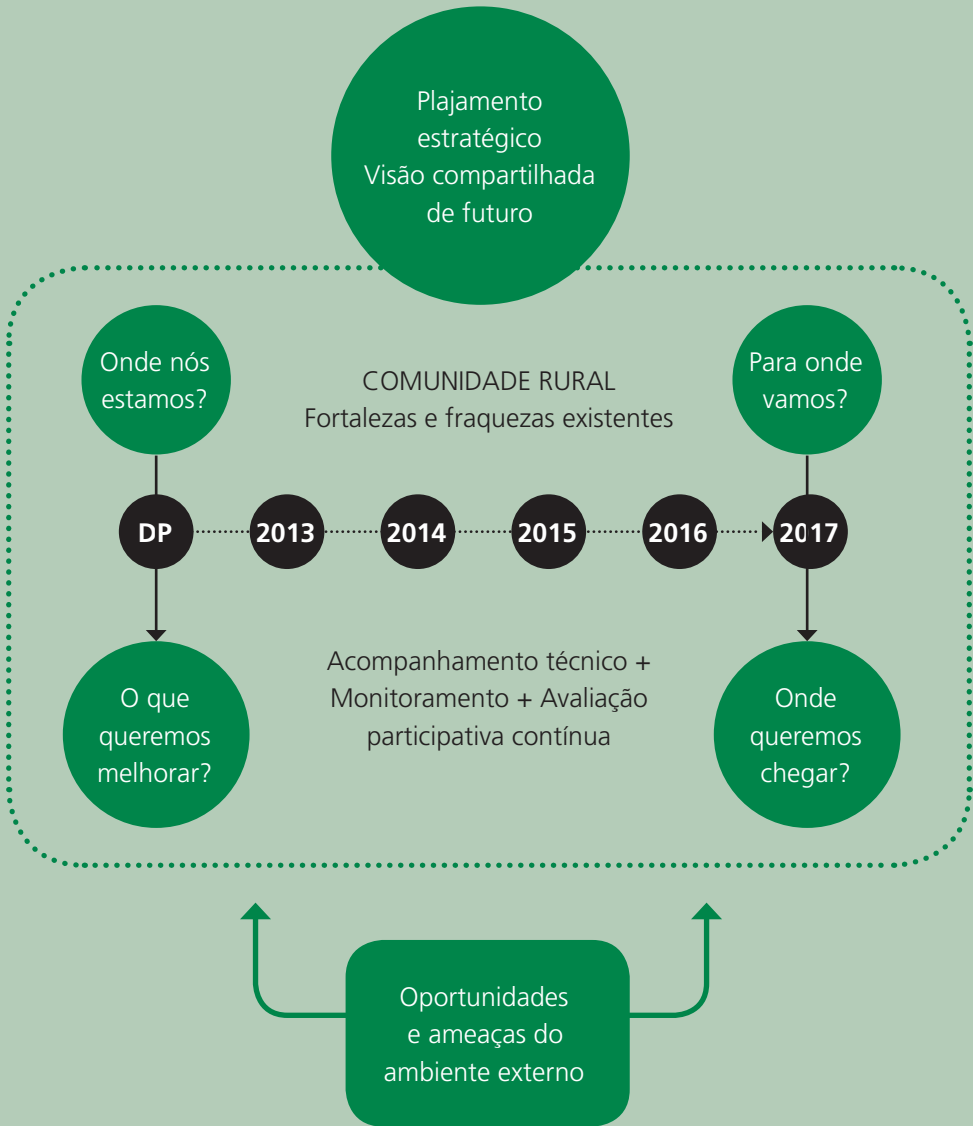 Plajamento
estratégico
Visão compartilhada
de futuro
Onde nós
estamos?
COMUNIDADE RURAL
Fortalezas e fraquezas existentes
Para onde
vamos?
DP
2013
2014
2015
2016
2017
O que
queremos
melhorar?
Acompanhamento técnico +
Monitoramento + Avaliação
participativa contínua
Onde
queremos
chegar?
Oportunidades
e ameaças do
ambiente externo